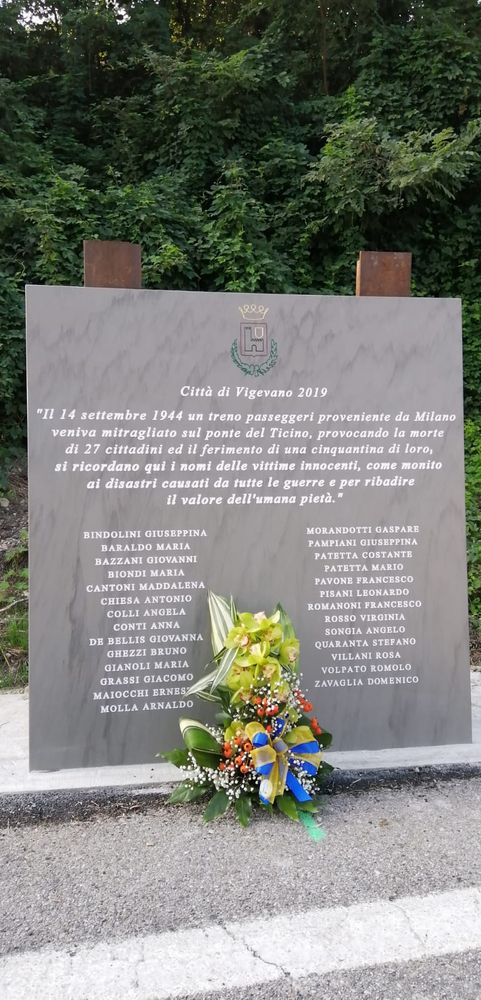 Città di Vigevano 2019
"Il 14 settembre 1944 un treno passeggeri proveniente da Milano
veniva mitragliato sul ponte del Ticino, provocando la morte
di 27 cittadini ed il ferimento di una cinquantina di loro,
si ricordano qui i nomi delle vittime innocenti, come monito
ai disastri causati da tutte le guerre e per ribadire
il valore dell'umana pietà."
BINDOLINI GIUSEPPINA
BARALDO MARIA
BAZZANI GIOVANNI
BIONDI MARIA
CANTONI MADDALENA
CHIESA ANTONIO
COLLI ANGELA
CONTI ANNA
DE BELLIS GIOVANNA
GHEZZI BRUNO
GIANOLI MARIA
GRASSI GIACOMO
MAIOCCHI ERNES
MOLLA ARNALDO
MORANDOTTI GASPARE
PAMPIANI GIUSEPPINA
PATETTA COSTANTE
PATETTA MARIO
PAVONE FRANCESCO
PISANI LEONARDO
ROMANONI FRANCESCO
ROSSO VIRGINIA
SONGIA ANGELO
QUARANTA STEFANO
VILLANI ROSA
VOLPATO ROMOLO
ZAVAGLIA DOMENICO